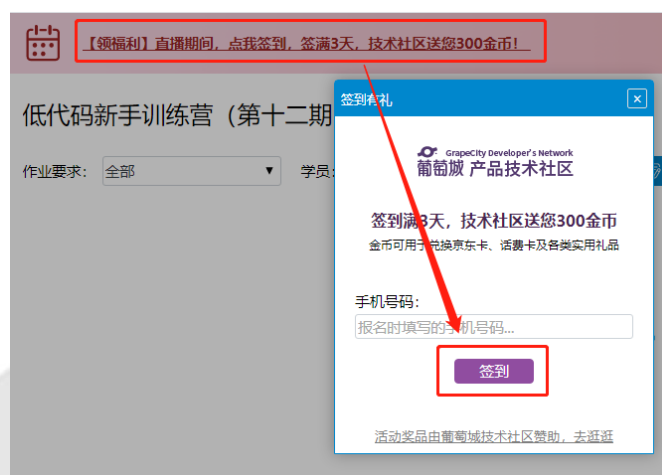 【领福利】直播期间，点我签到，签满3天，技术社区送您300金币！
低代码新手训练营（第十二期
作业要求： 全部 ▼ 学员：
签到有礼
GrapeCity Developer's Network
葡萄城 产品技术社区
签到满3天，技术社区送您300金币
金币可用于兑换京东卡、话费卡及各类实用礼品
手机号码：
报名时填写的手机号码...
签到
活动奖品由葡萄城技术社区赞助，去逛逛